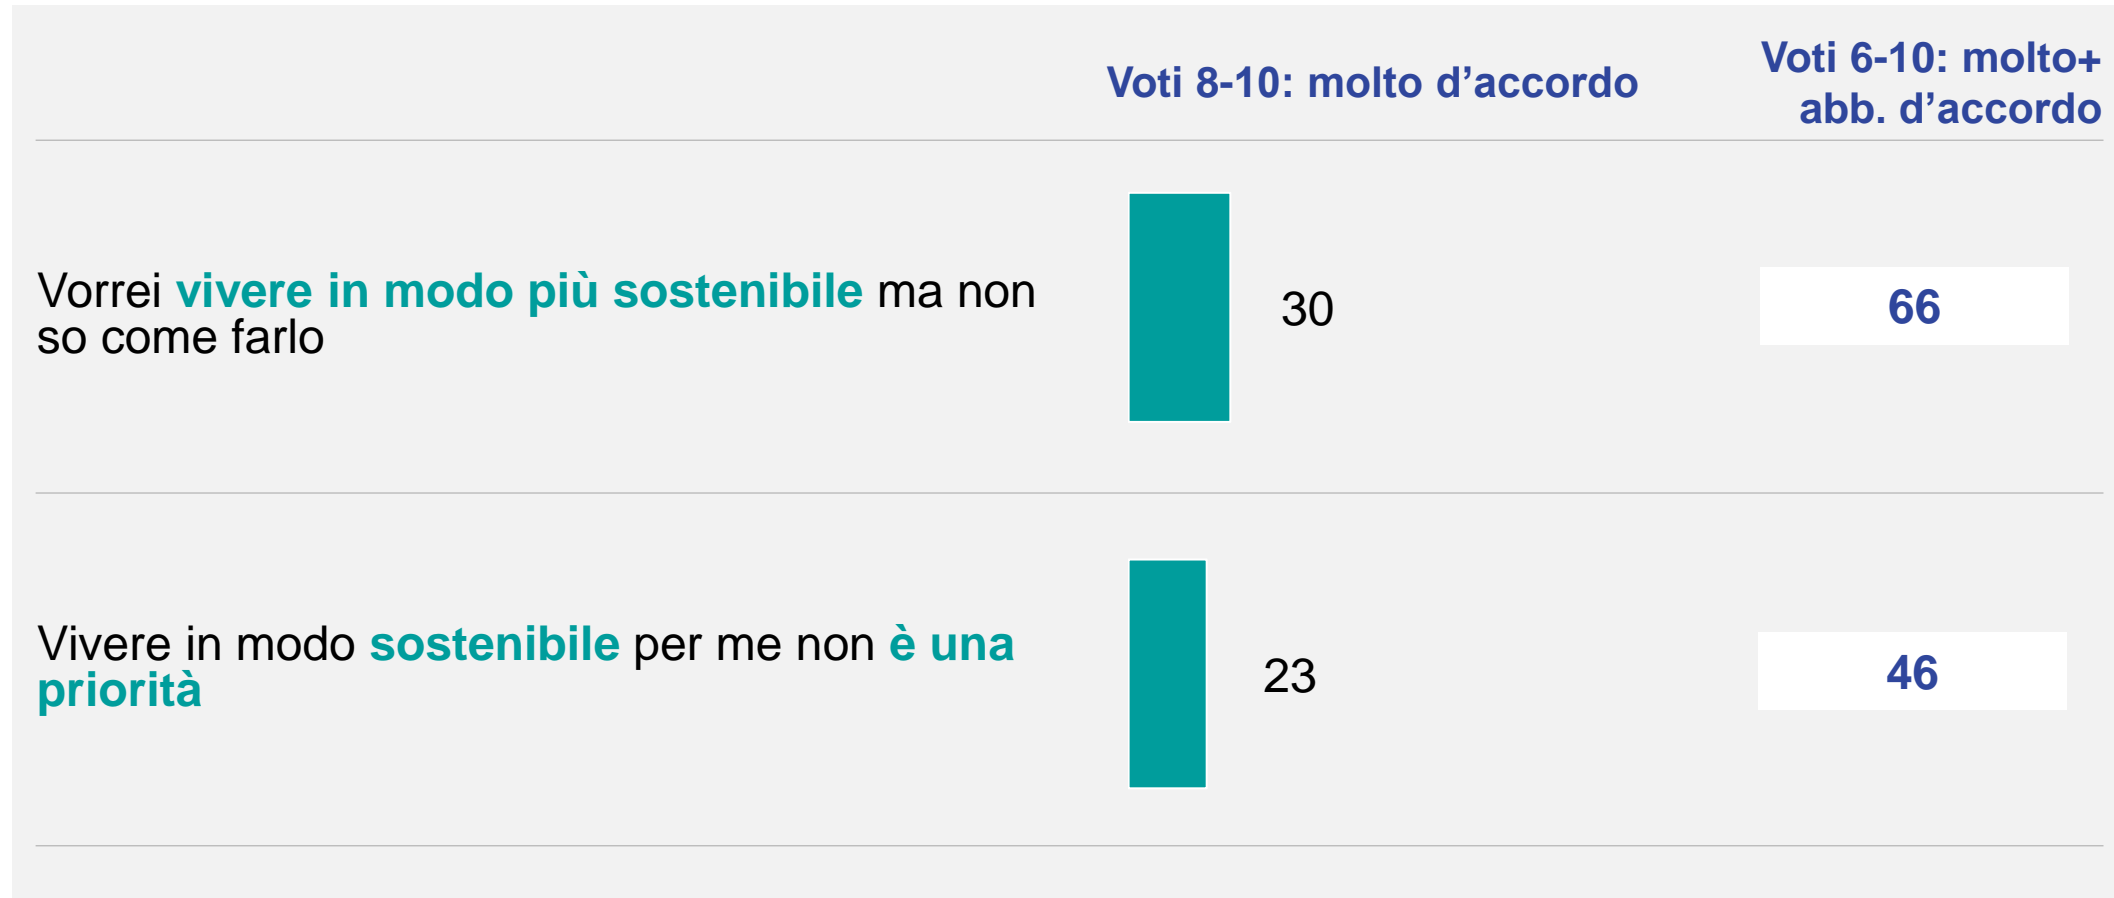 Voti 8-10: molto d’accordo
Voti 6-10: molto+
abb. d’accordo
Vorrei vivere in modo più sostenibile ma non
so come farlo
30
66
Vivere in modo sostenibile per me non è una
priorità
23
46